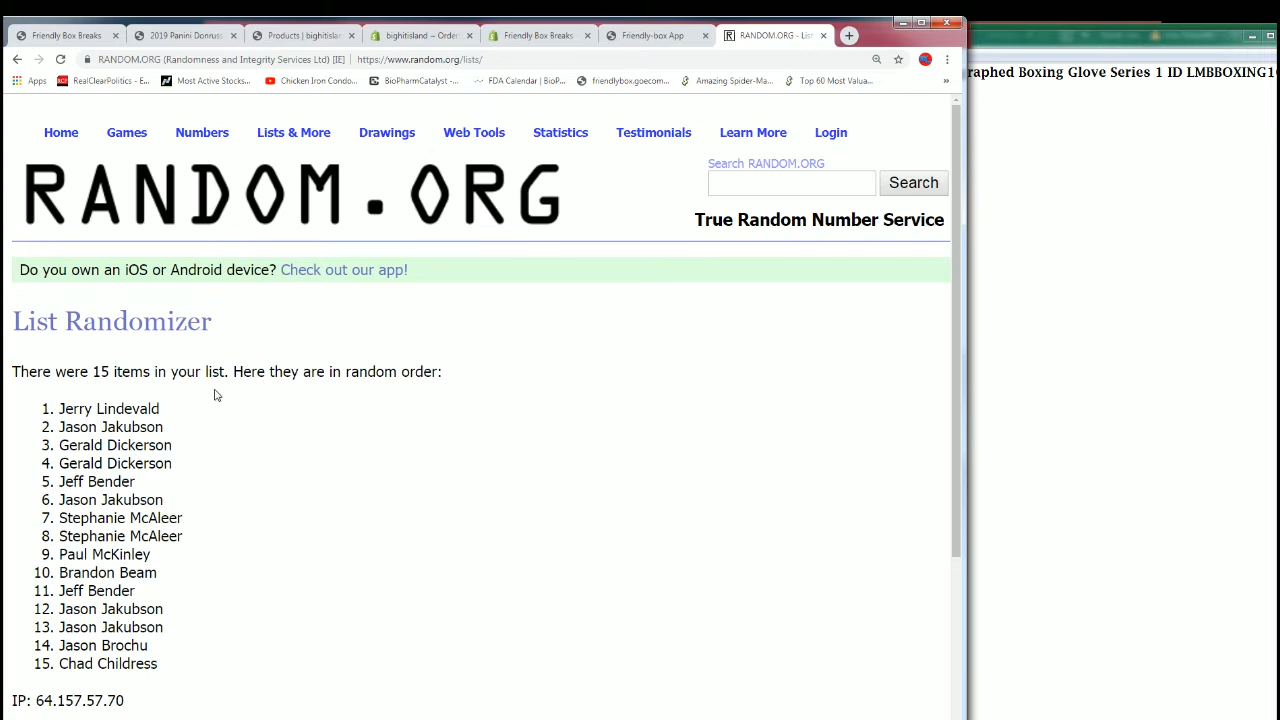 Friendly Box Breaks
2019 Panini Donru
Products | bighitislan
bighitisland ~ Order
Friendly Box Breaks
Friendly-box App
RANDOM.ORG - List
RANDOM.ORG (Randomness and Integrity Services Ltd) [IE] | https://www.random.org/lists/
Apps RealClearPolitics - E... Most Active Stocks... Chicken Iron Condo... BioPharmCatalyst -... FDA Calendar | BioP... friendlybox.goecom... Amazing Spider-Ma... Top 60 Most Value... »
raphed Boxing Glove Series 1 ID LMBBOXING1
Home Games Numbers Lists & More Drawings Web Tools Statistics Testimonials Learn More Login
RANDOM.ORG
Search RANDOM.ORG
Search
True Random Number Service
Do you own an iOS or Android device? Check out our app!
List Randomizer
There were 15 items in your list. Here they are in random order:
1. Jerry Lindevald
2. Jason Jakubson
3. Gerald Dickerson
4. Gerald Dickerson
5. Jeff Bender
6. Jason Jakubson
7. Stephanie McAleer
8. Stephanie McAleer
9. Paul McKinley
10. Brandon Beam
11. Jeff Bender
12. Jason Jakubson
13. Jason Jakubson
14. Jason Brochu
15. Chad Childress
IP: 64.157.57.70